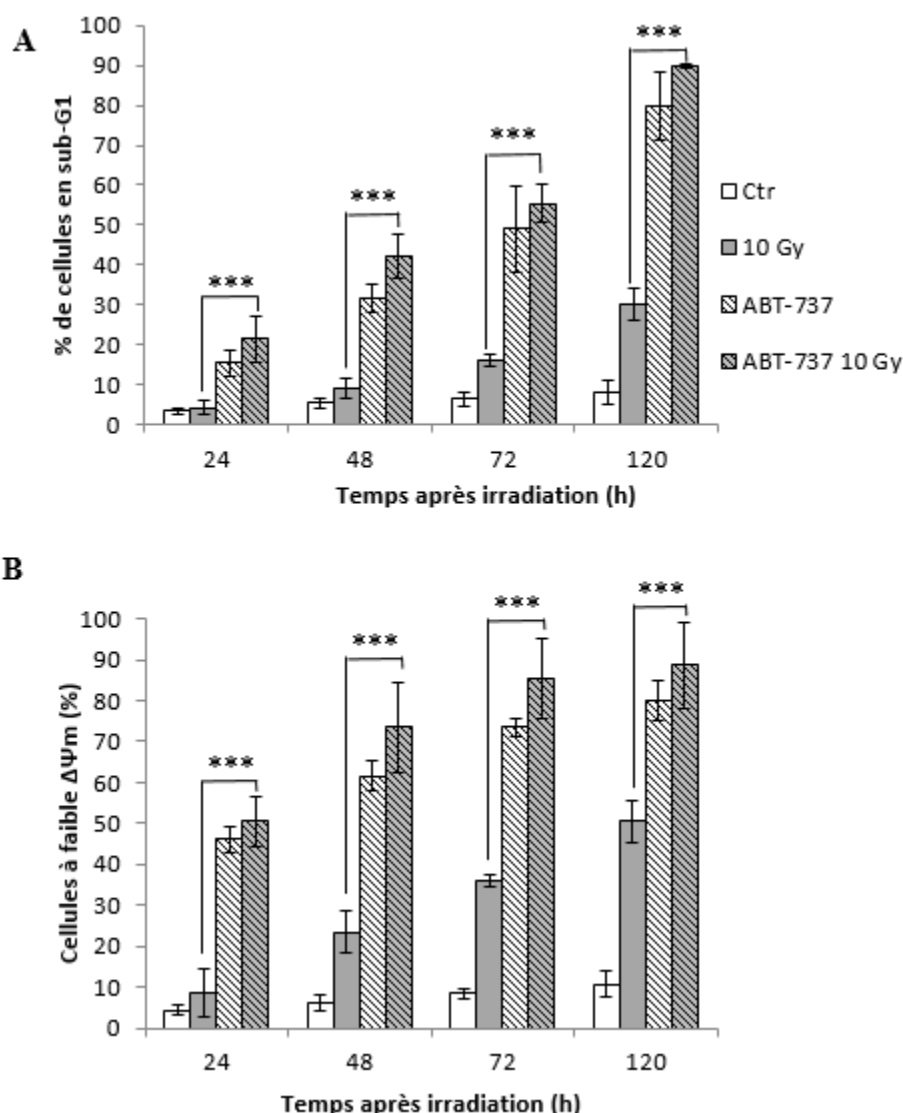 A
% de cellules en sub-G1
100
90
80
70
60
50
40
30
20
10
0
***
***
***
***
24 48 72 120
Temps après irradiation (h)
Ctr
10 Gy
ABT-737
ABT-737 10 Gy
B
Cellules à faible ΔΨm (%)
100
90
80
70
60
50
40
30
20
10
0
***
***
***
***
24 48 72 120
Temps après irradiation (h)